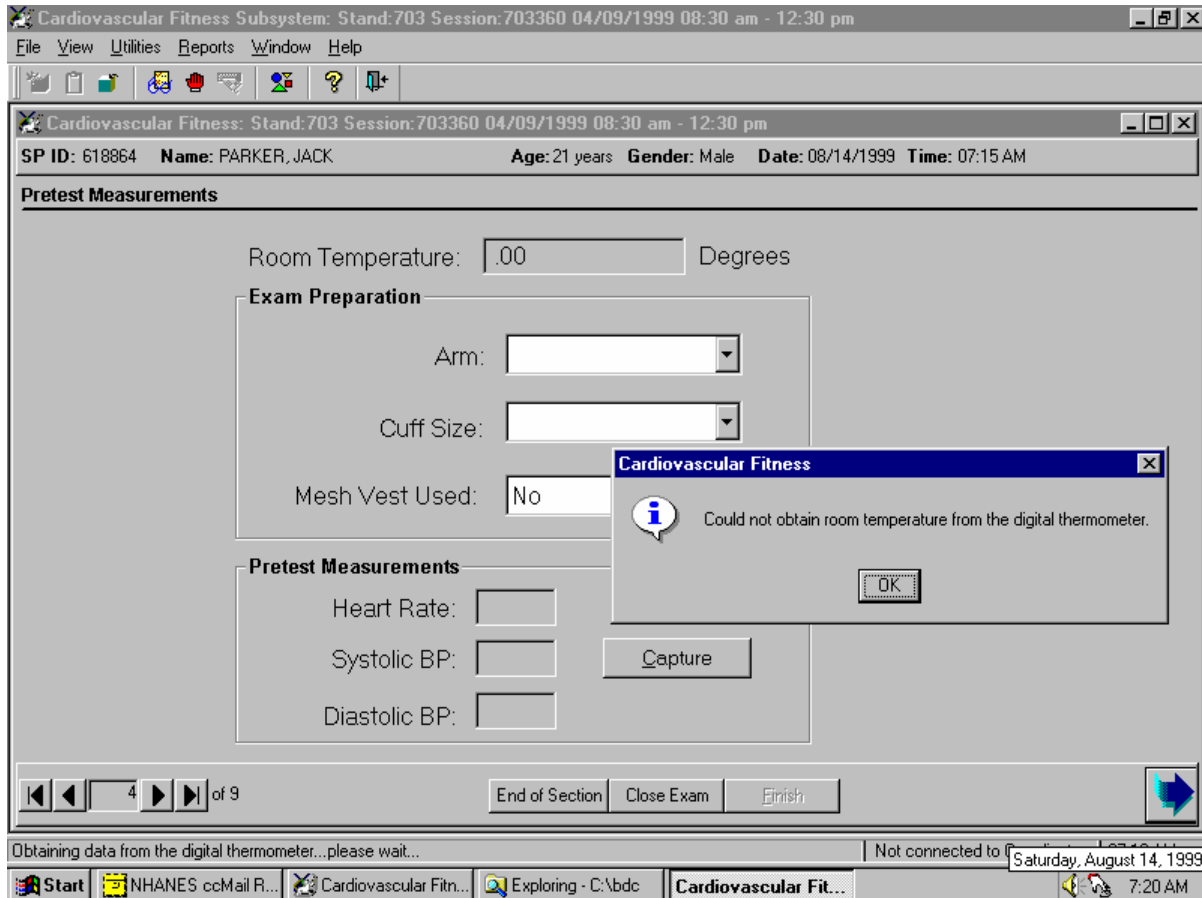 Cardiovascular Fitness Subsystem: Stand:703 Session:703360 04/09/1999 08:30 am - 12:30 pm
File View Utilities Reports Window Help
Cardiovascular Fitness: Stand:703 Session:703360 04/09/1999 08:30 am - 12:30 pm
SP ID: 618864 Name: PARKER, JACK Age: 21 years Gender: Male Date: 08/14/1999 Time: 07:15 AM
Pretest Measurements
Room Temperature: .00 Degrees
Exam Preparation
Arm:
Cuff Size:
Mesh Vest Used: No
Cardiovascular Fitness
Could not obtain room temperature from the digital thermometer.
OK
Pretest Measurements
Heart Rate:
Systolic BP:
Capture
Diastolic BP:
4 of 9 End of Section Close Exam Finish
Obtaining data from the digital thermometer...please wait... Not connected to
Saturday, August 14, 1999
Start NHANES ccMail R... Cardiovascular Fitn... Exploring - C:\bdc Cardiovascular Fit... 7:20 AM